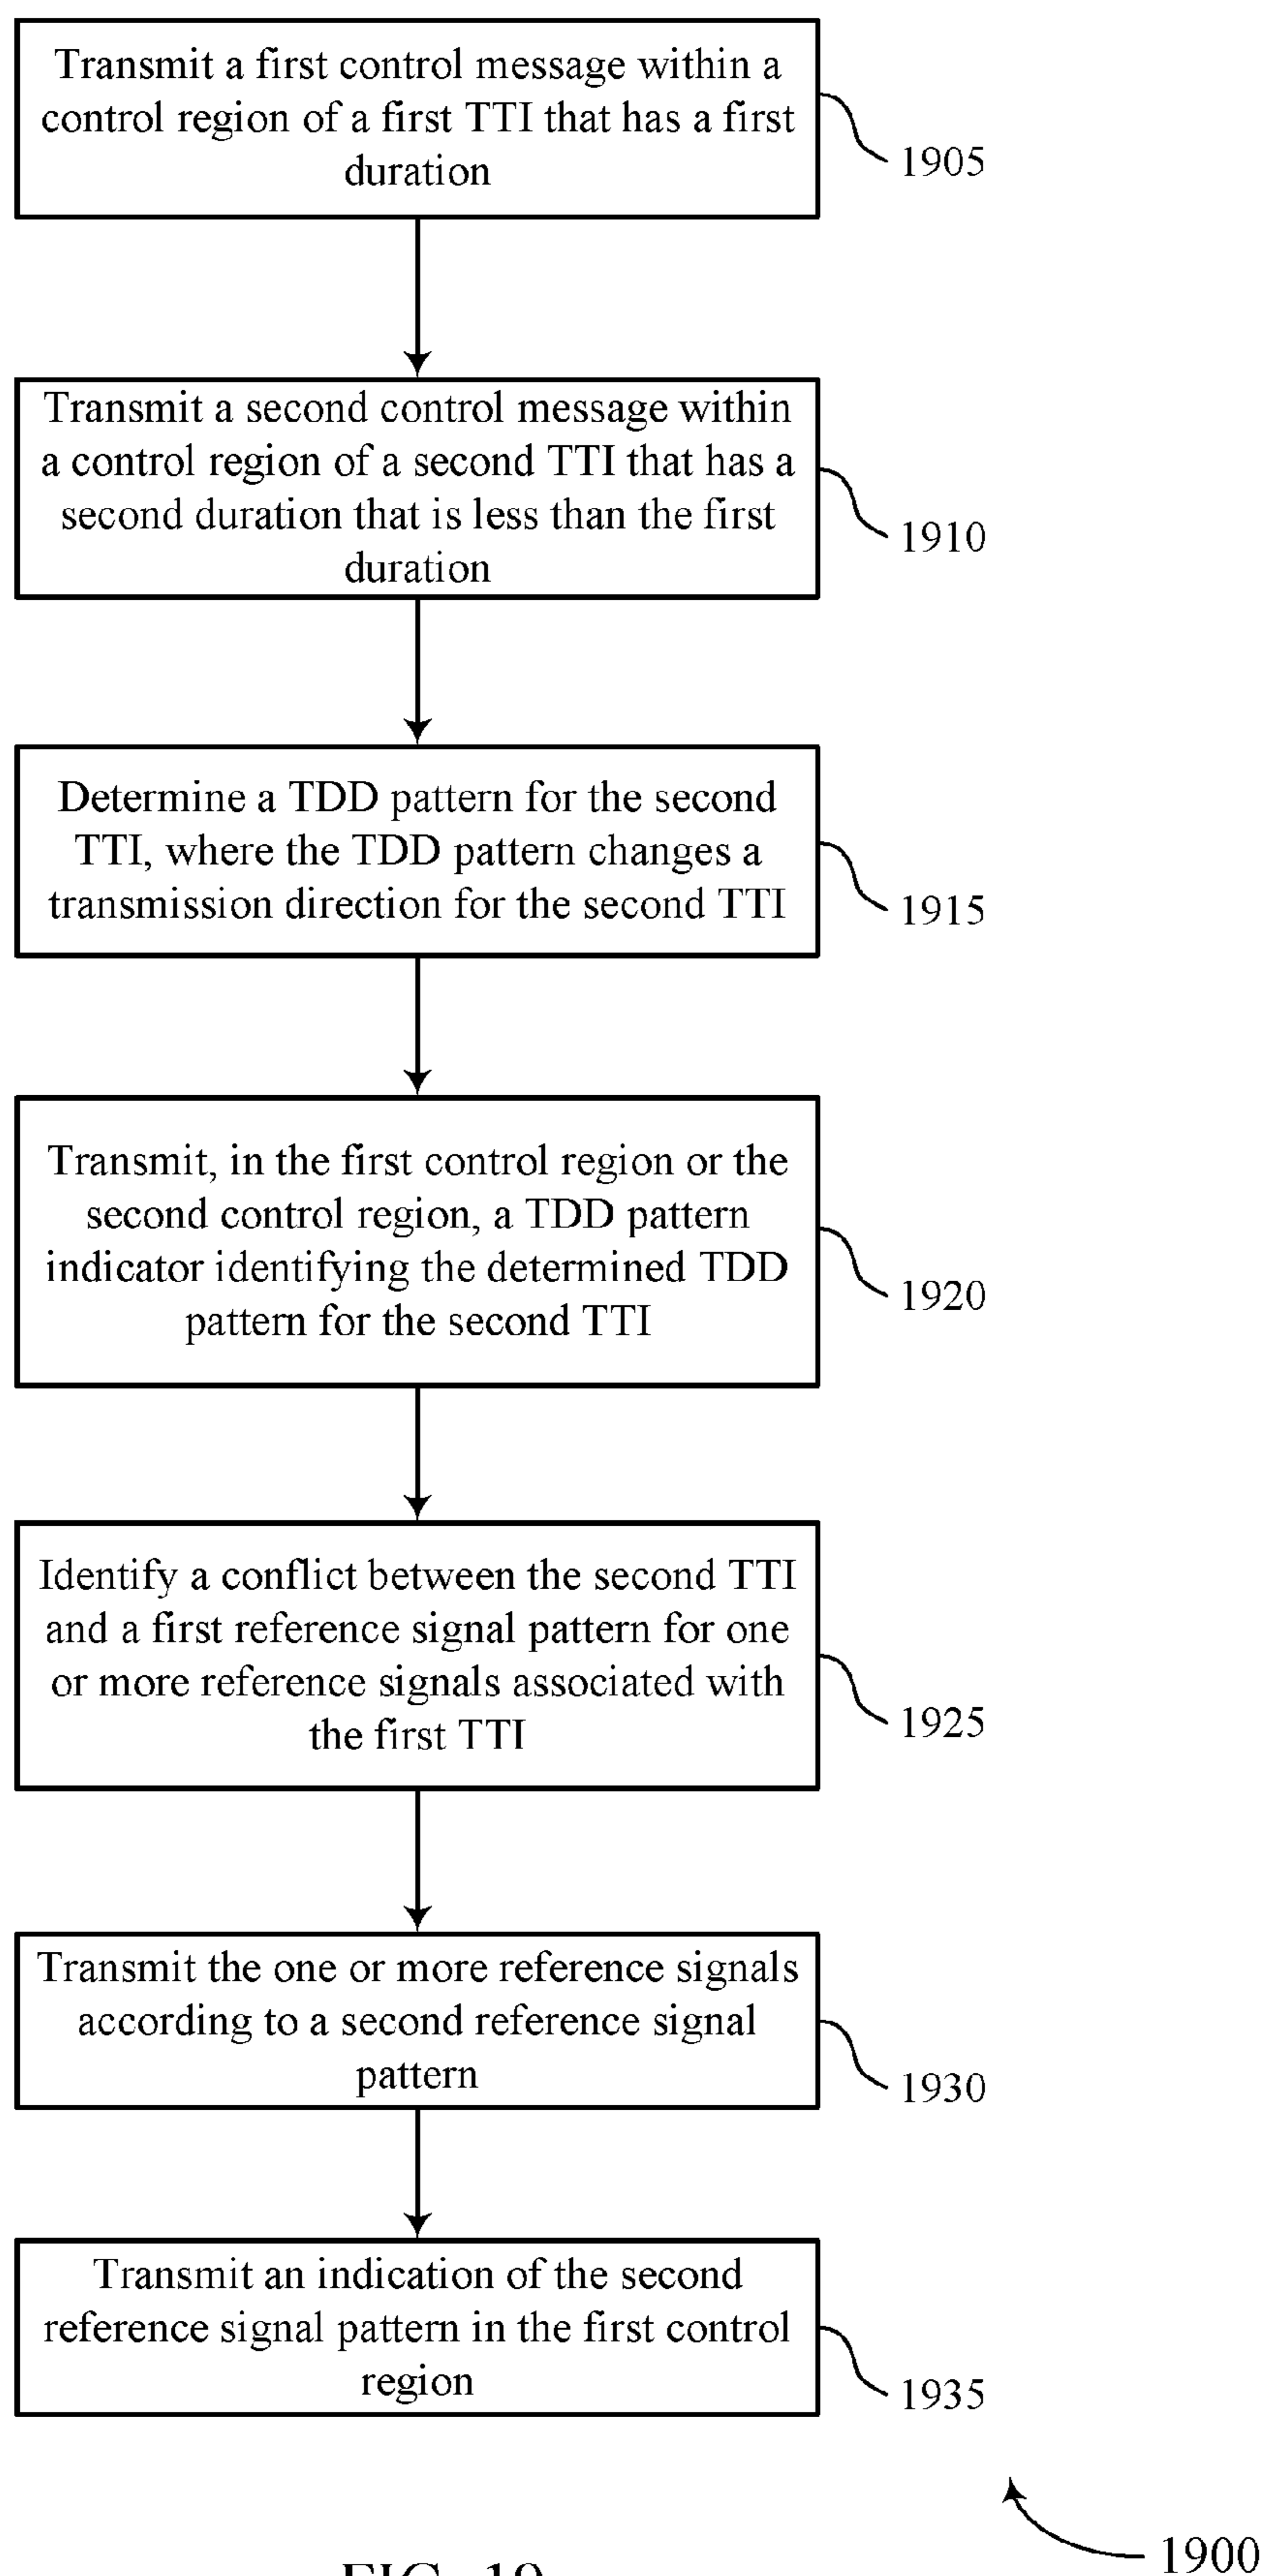 Transmit a first control message within a
control region of a first TTI that has a first
duration
1905
Transmit a second control message within
a control region of a second TTI that has a
second duration that is less than the first
duration
1910
Determine a TDD pattern for the second
TTI, where the TDD pattern changes a
transmission direction for the second TTI
1915
Transmit, in the first control region or the
second control region, a TDD pattern
indicator identifying the determined TDD
pattern for the second TTI
1920
Identify a conflict between the second TTI
and a first reference signal pattern for one
or more reference signals associated with
the first TTI
1925
Transmit the one or more reference signals
according to a second reference signal
pattern
1930
Transmit an indication of the second
reference signal pattern in the first control
region
1935
1900
FIG. 19